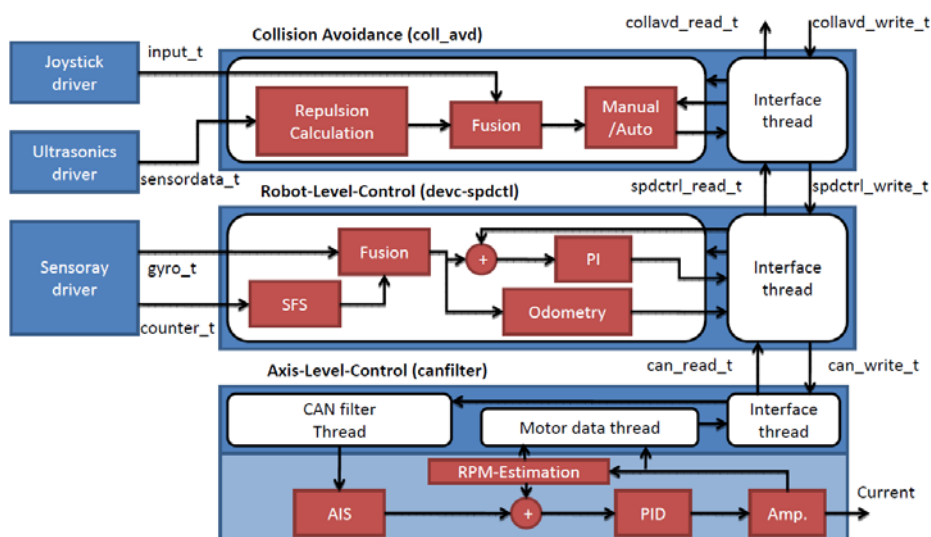 collavd_read_t
collavd_write_t
Collision Avoidance (coll_avd)
input_t
Joystick
driver
Repulsion
Calculation
Fusion
Manual
/Auto
Interface
thread
Ultrasonics
driver
sensordata_t
spdctrl_read_t
spdctrl_write_t
Robot-Level-Control (devc-spdctl)
Sensoray
driver
gyro_t
counter_t
Fusion
SFS
+
PI
Odometry
Interface
thread
can_read_t
can_write_t
Axis-Level-Control (canfilter)
CAN filter
Thread
Motor data thread
Interface
thread
RPM-Estimation
AIS
+
PID
Amp.
Current